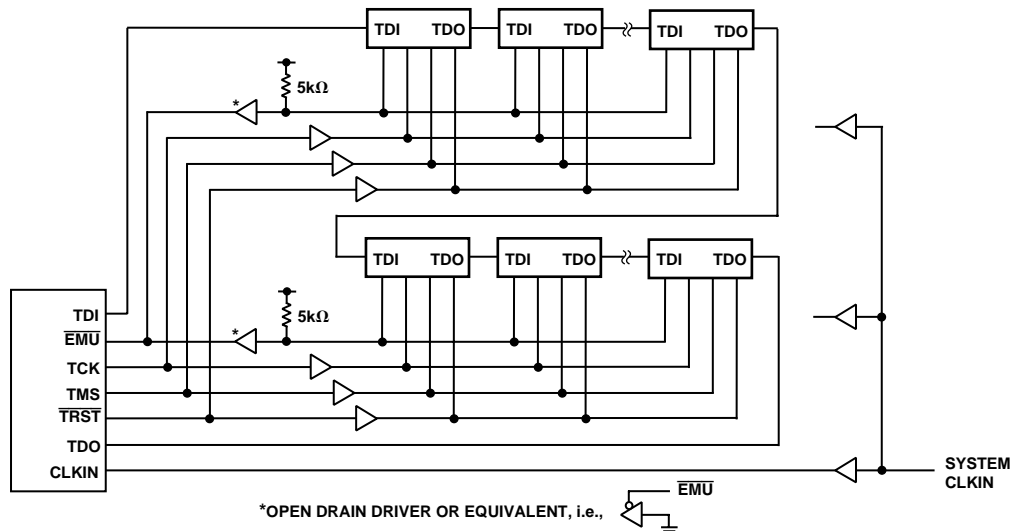 TDI TDO TDI TDO TDI TDO
5kΩ
*
TDI TDO TDI TDO TDI TDO
5kΩ
*
TDI
EMU
TCK
TMS
TRST
TDO
CLKIN
SYSTEM
CLKIN
EMU
*OPEN DRAIN DRIVER OR EQUIVALENT, i.e.,